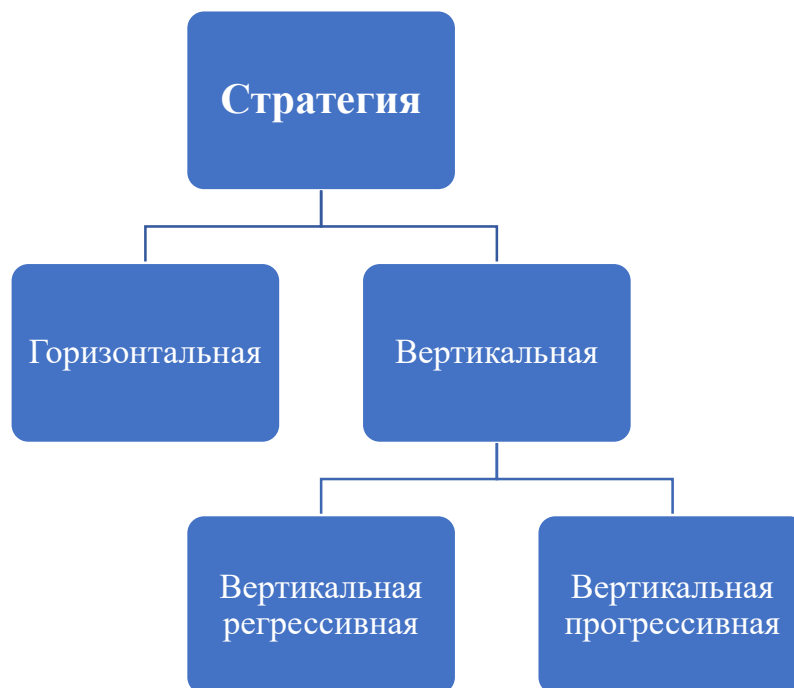 Стратегия
Горизонтальная
Вертикальная
Вертикальная
регрессивная
Вертикальная
прогрессивная